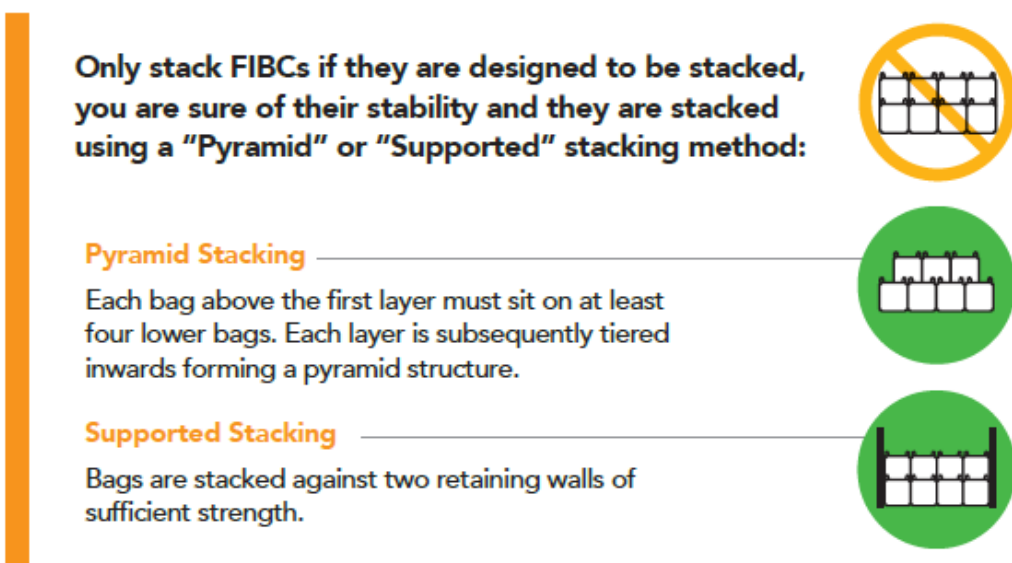 Only stack FIBCs if they are designed to be stacked,
you are sure of their stability and they are stacked
using a “Pyramid” or “Supported” stacking method:
Pyramid Stacking
Each bag above the first layer must sit on at least
four lower bags. Each layer is subsequently tiered
inwards forming a pyramid structure.
Supported Stacking
Bags are stacked against two retaining walls of
sufficient strength.